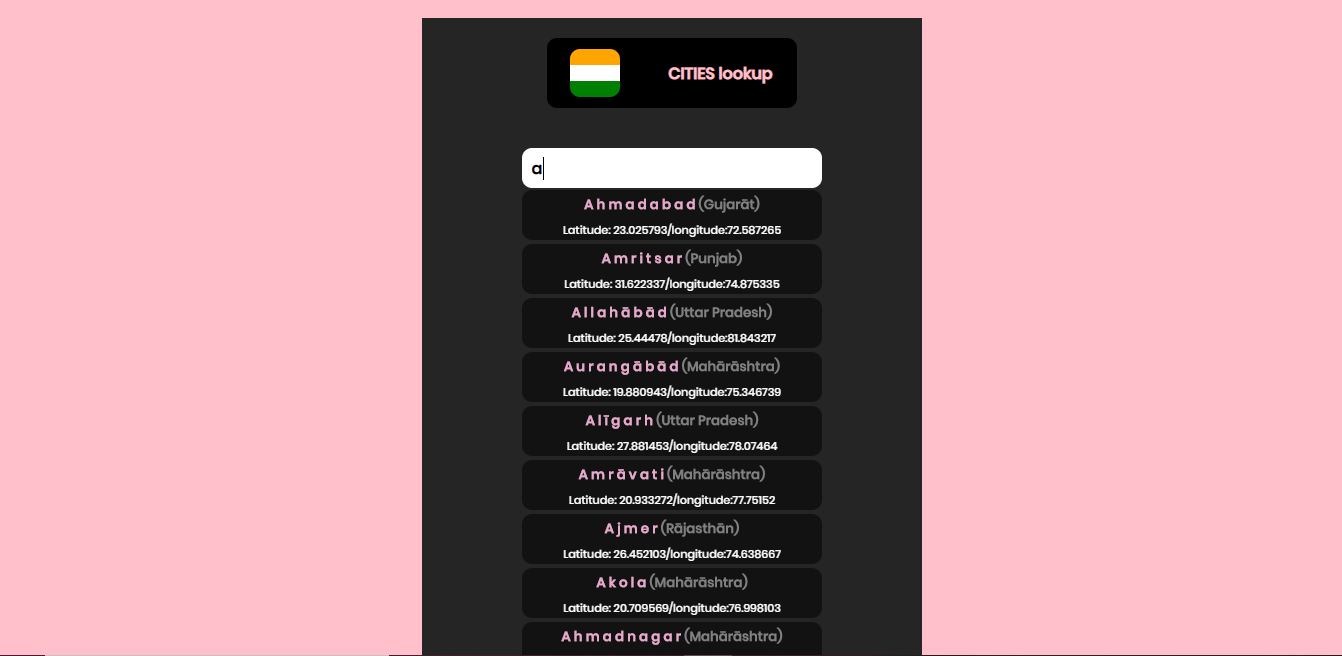 CITIES lookup
a
Ahmadabad(Gujarāt)
Latitude: 23.025793/longitude:72.587265
Amritsar(Punjab)
Latitude: 31.622337/longitude:74.875335
Allahābād(Uttar Pradesh)
Latitude: 25.44478/longitude:81.843217
Aurangābād(Mahārāshtra)
Latitude: 19.880943/longitude:75.346739
Alīgarh(Uttar Pradesh)
Latitude: 27.881453/longitude:78.07464
Amrāvati(Mahārāshtra)
Latitude: 20.933272/longitude:77.75152
Ajmer(Rājasthān)
Latitude: 26.452103/longitude:74.638667
Akola(Mahārāshtra)
Latitude: 20.709569/longitude:76.998103
Ahmadnagar(Mahārāshtra)